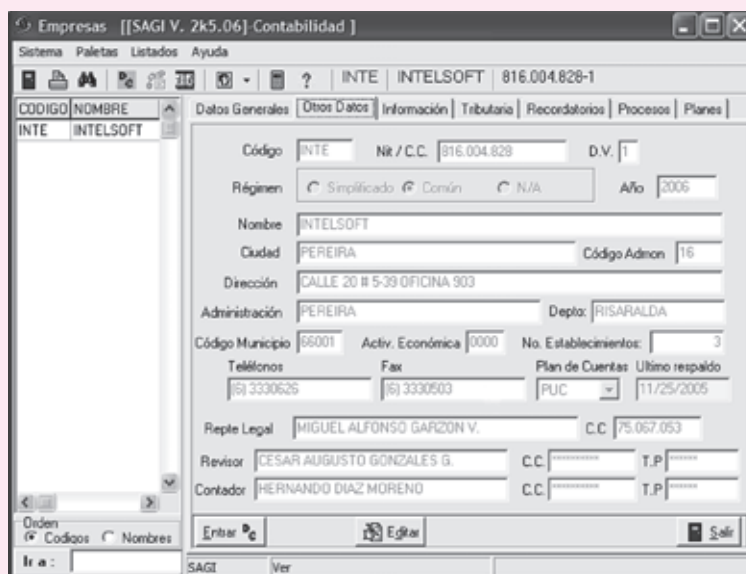 Empresas [[SAGI V. 2k5.06]-Contabilidad ]
Sistema Paletas Listados Ayuda
? INTE INTELSOFT 816.004.828-1
CODIGO NOMBRE
INTE INTELSOFT
Datos Generales Otros Datos Información Tributaria Recordatorios Procesos Planes
Código INTE Nit / C.C. 816.004.828 D.V. 1
Régimen Simplificado Común N/A Año 2006
Nombre INTELSOFT
Ciudad PEREIRA Código Admon 16
Dirección CALLE 20 # 5-39 OFICINA 903
Administración PEREIRA Depto: RISARALDA
Código Municipio 66001 Activ. Económica 0000 No. Establecimientos: 3
Teléfonos Fax Plan de Cuentas Ultimo respaldo
(6) 3330626 (6) 3330503 PUC 11/25/2005
Repte Legal MIGUEL ALFONSO GARZON V. C.C 75.067.053
Revisor CESAR AUGUSTO GONZALES G. C.C. T.P
Contador HERNANDO DIAZ MORENO C.C. T.P
Orden
Codigos Nombres
Ir a :
Entrar Editar Salir
SAGI Ver